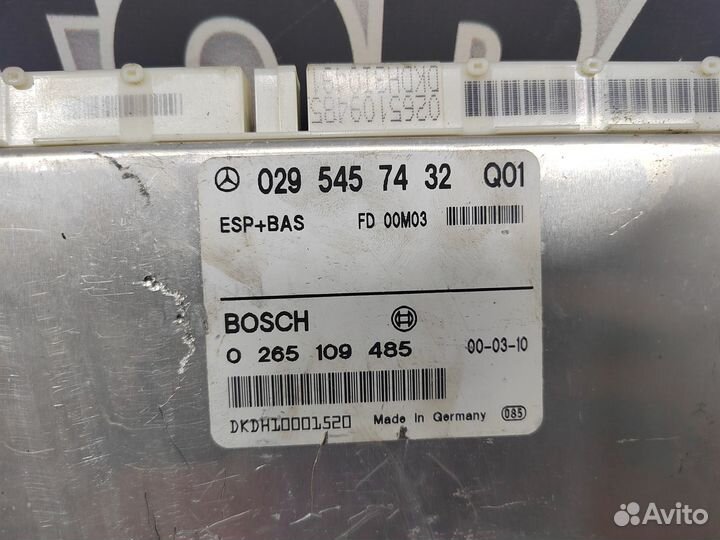 DKDH10001
0265109485
029 545 74 32 Q01
ESP+BAS FD 00M03
BOSCH
0 265 109 485 00-03-10
DKDH10001520 Made in Germany 085
Avito